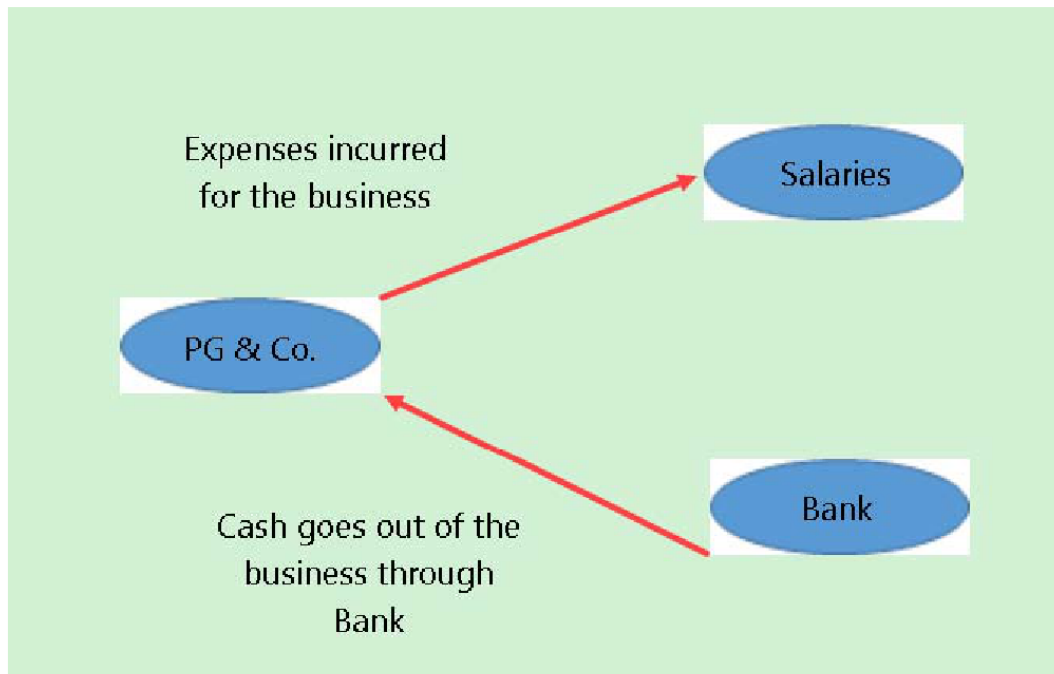 Expenses incurred
for the business
Salaries
PG & Co.
Bank
Cash goes out of the
business through
Bank